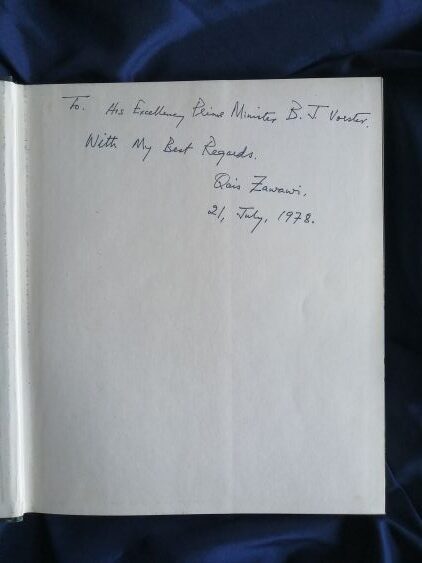 To. His Excellency Prime Minister B. J Vorster.
With My Best Regards.
Qais Zawawi.
21, July, 1978.